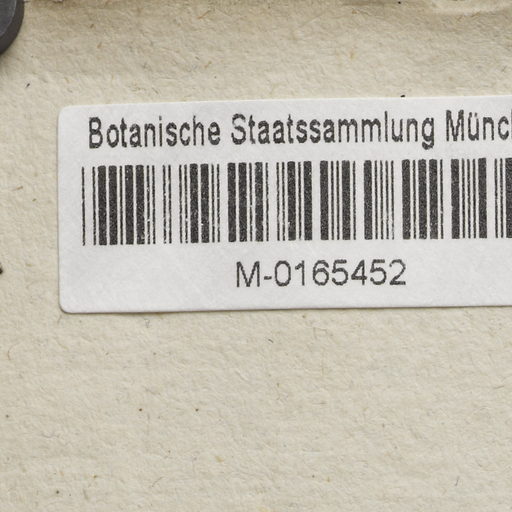 Botanische Staatssammlung Münc
M-0165452